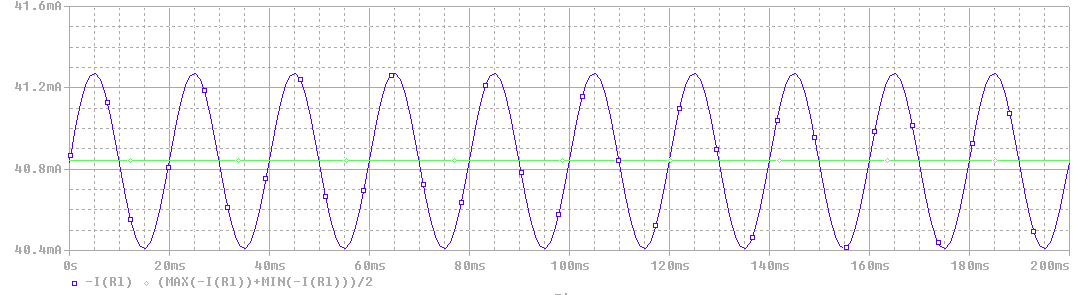 41.6mA
41.2mA
40.8mA
40.4mA
0s 20ms 40ms 60ms 80ms 100ms 120ms 140ms 160ms 180ms 200ms
-I(R1) (MAX(-I(R1))+MIN(-I(R1)))/2